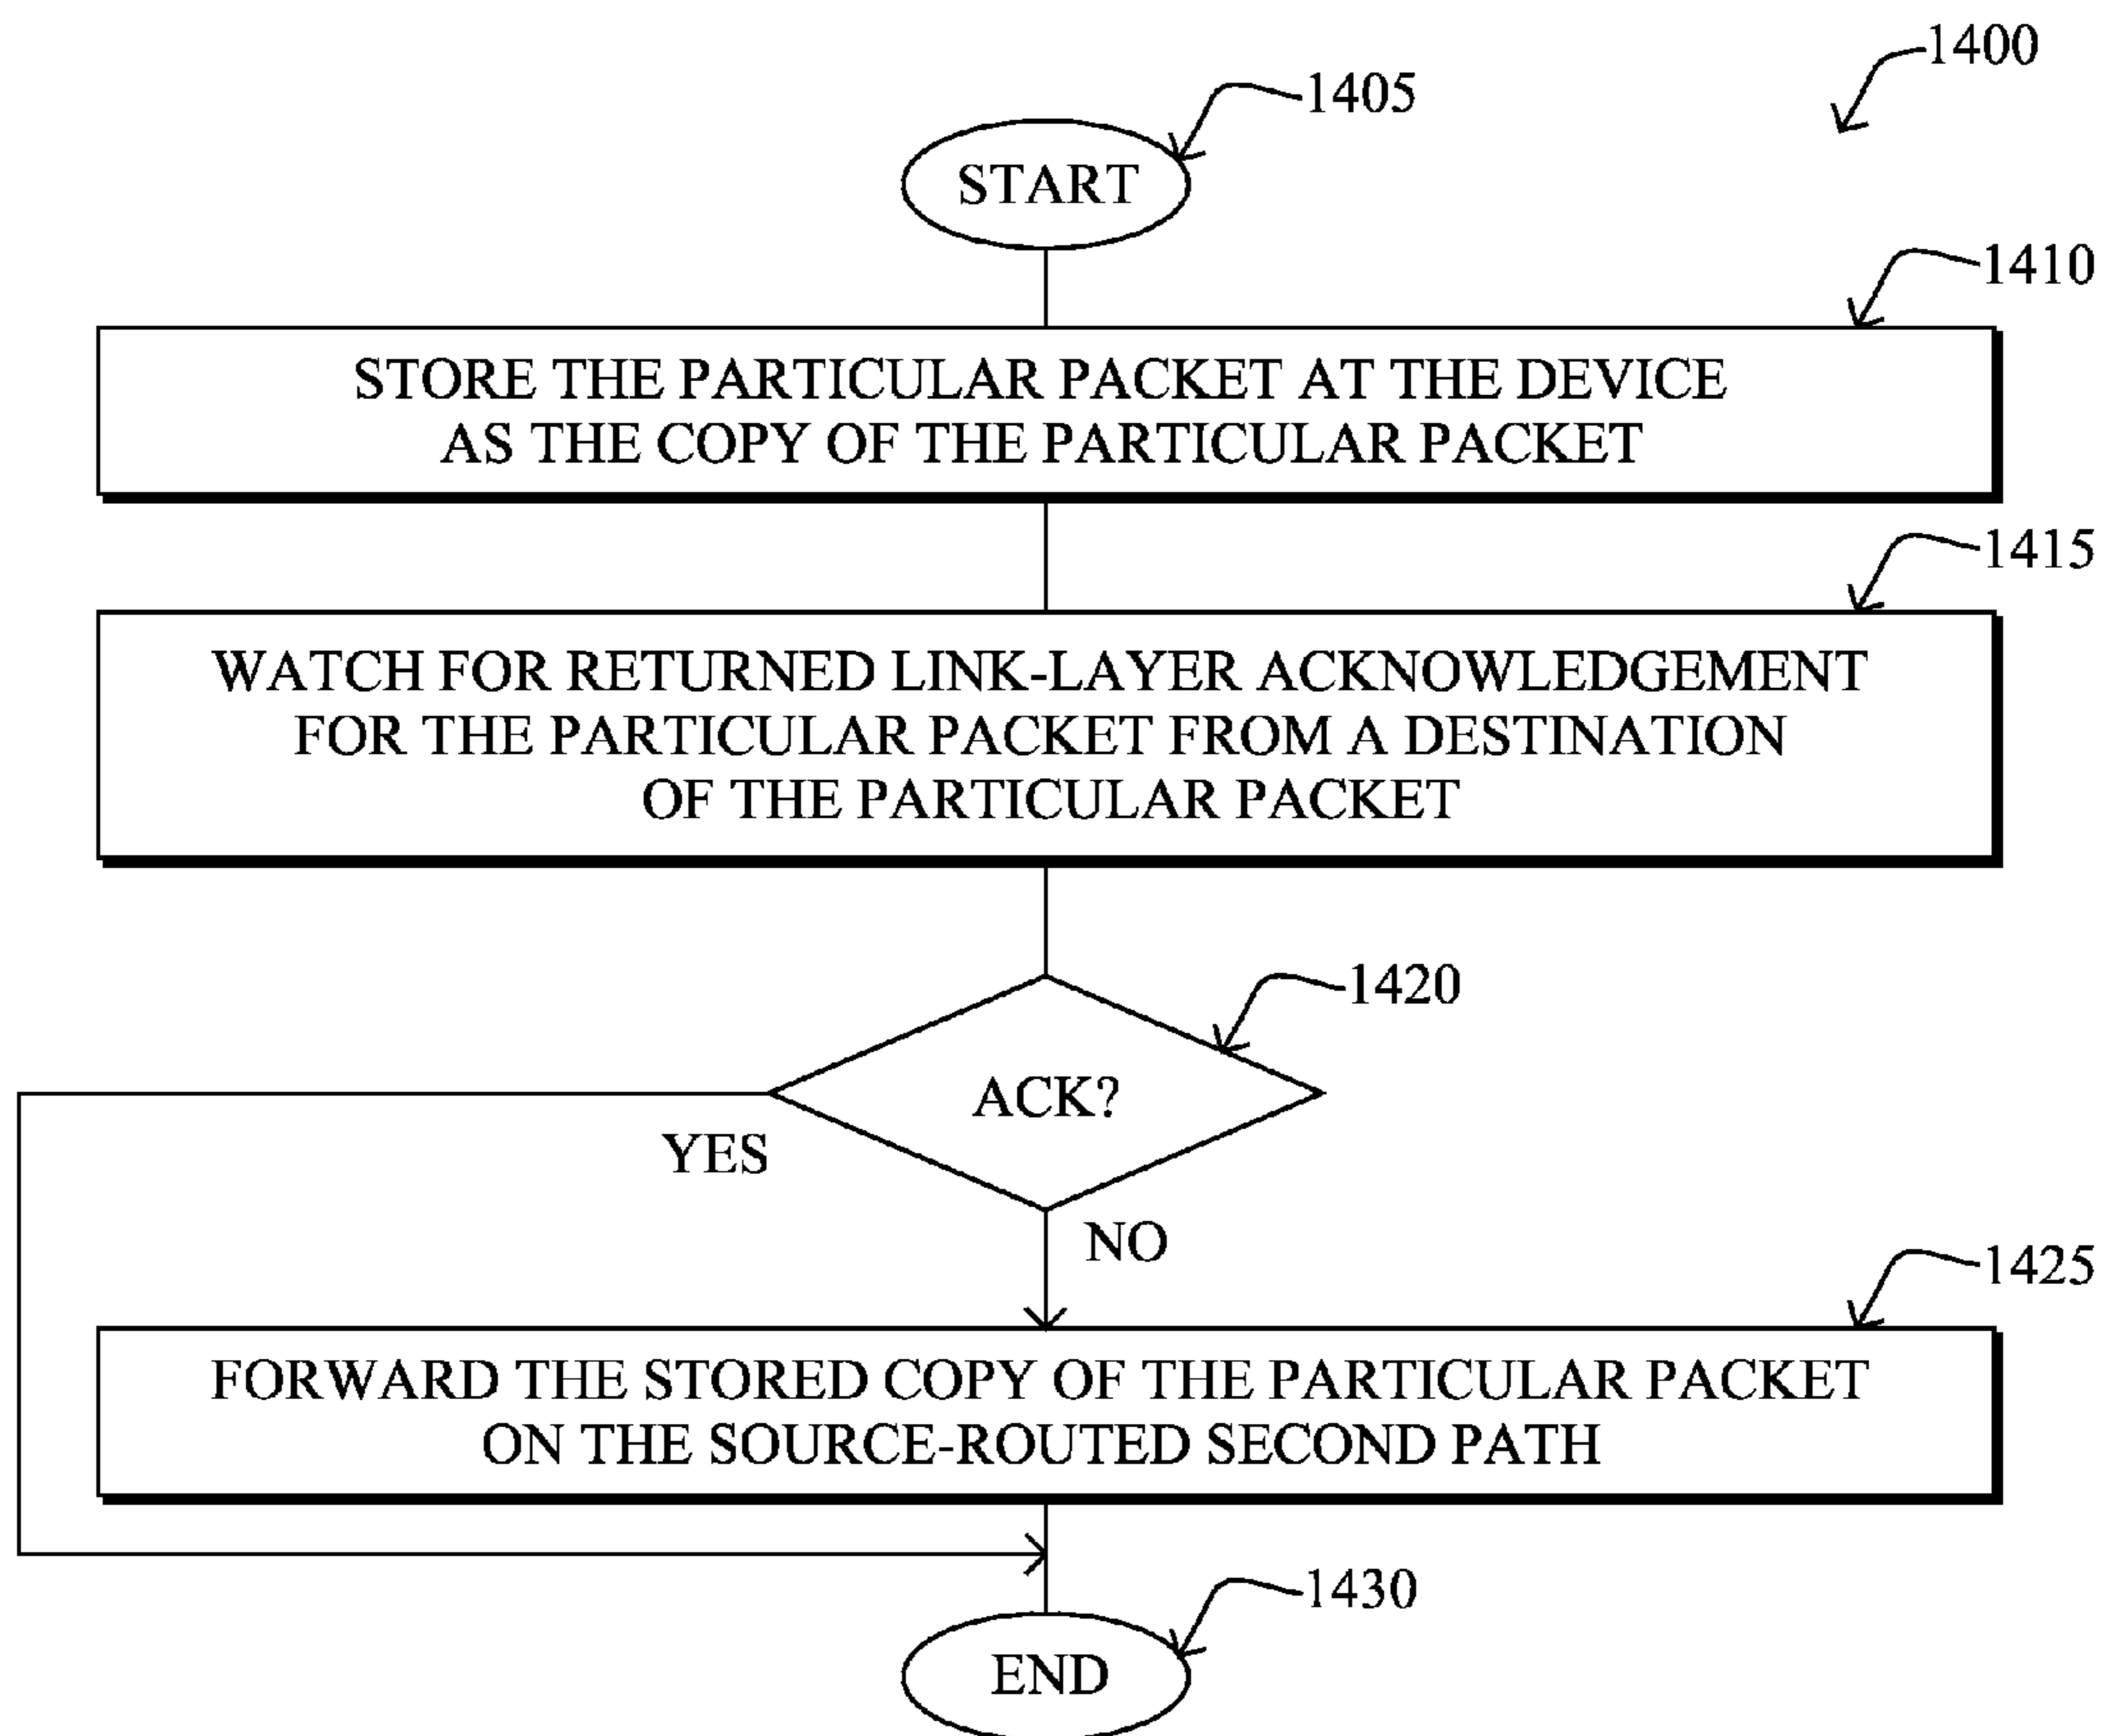 1400
1405
START
1410
STORE THE PARTICULAR PACKET AT THE DEVICE
AS THE COPY OF THE PARTICULAR PACKET
1415
WATCH FOR RETURNED LINK-LAYER ACKNOWLEDGEMENT
FOR THE PARTICULAR PACKET FROM A DESTINATION
OF THE PARTICULAR PACKET
1420
ACK?
YES
NO
1425
FORWARD THE STORED COPY OF THE PARTICULAR PACKET
ON THE SOURCE-ROUTED SECOND PATH
1430
END